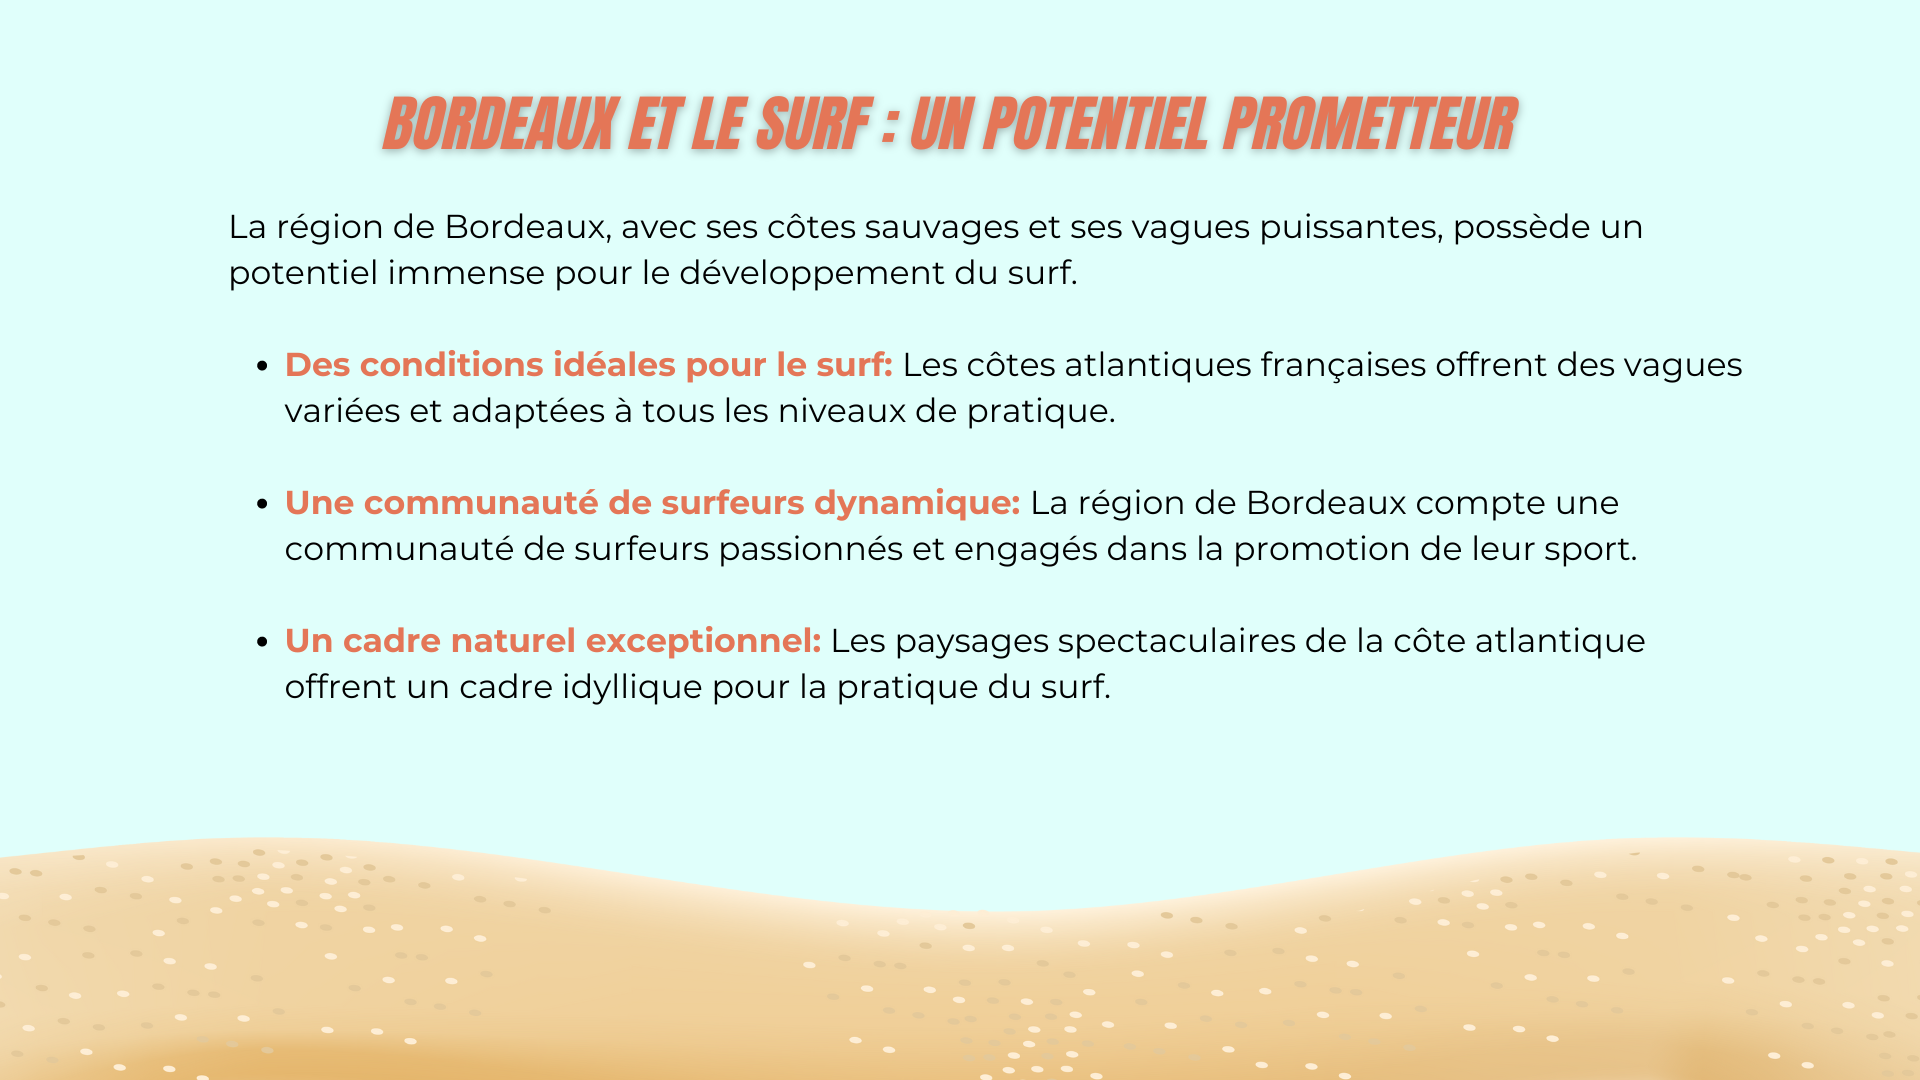 BORDEAUX ET LE SURF : UN POTENTIEL PROMETTEUR
La région de Bordeaux, avec ses côtes sauvages et ses vagues puissantes, possède un
potentiel immense pour le développement du surf.
• Des conditions idéales pour le surf: Les côtes atlantiques françaises offrent des vagues
variées et adaptées à tous les niveaux de pratique.
• Une communauté de surfeurs dynamique: La région de Bordeaux compte une
communauté de surfeurs passionnés et engagés dans la promotion de leur sport.
• Un cadre naturel exceptionnel: Les paysages spectaculaires de la côte atlantique
offrent un cadre idyllique pour la pratique du surf.